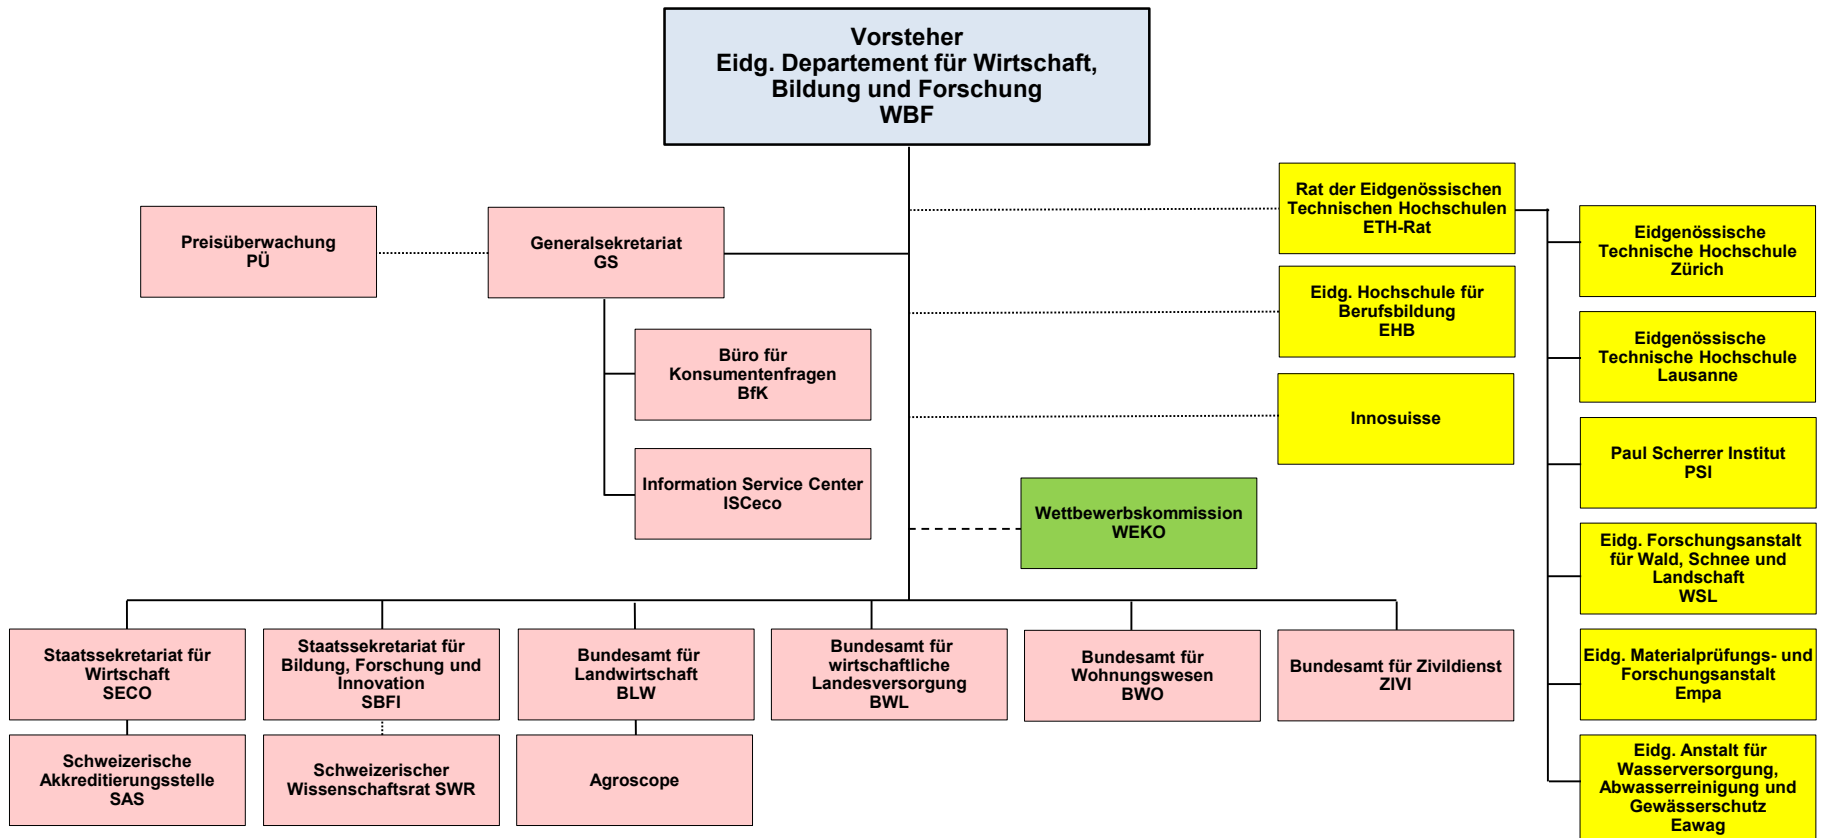 Vorsteher
Eidg. Departement für Wirtschaft,
Bildung und Forschung
WBF
Preisüberwachung
PÜ
Generalsekretariat
GS
Büro für
Konsumentenfragen
BfK
Information Service Center
ISCeco
Rat der Eidgenössischen
Technischen Hochschulen
ETH-Rat
Eidg. Hochschule für
Berufsbildung
EHB
Innosuisse
Wettbewerbskommission
WEKO
Eidgenössische
Technische Hochschule
Zürich
Eidgenössische
Technische Hochschule
Lausanne
Paul Scherrer Institut
PSI
Eidg. Forschungsanstalt
für Wald, Schnee und
Landschaft
WSL
Eidg. Materialprüfungs- und
Forschungsanstalt
Empa
Eidg. Anstalt für
Wasserversorgung,
Abwasserreinigung und
Gewässerschutz
Eawag
Staatssekretariat für
Wirtschaft
SECO
Staatssekretariat für
Bildung, Forschung und
Innovation
SBFI
Bundesamt für
Landwirtschaft
BLW
Bundesamt für
wirtschaftliche
Landesversorgung
BWL
Bundesamt für
Wohnungswesen
BWO
Bundesamt für Zivildienst
ZIVI
Schweizerische
Akkreditierungsstelle
SAS
Schweizerischer
Wissenschaftsrat SWR
Agroscope